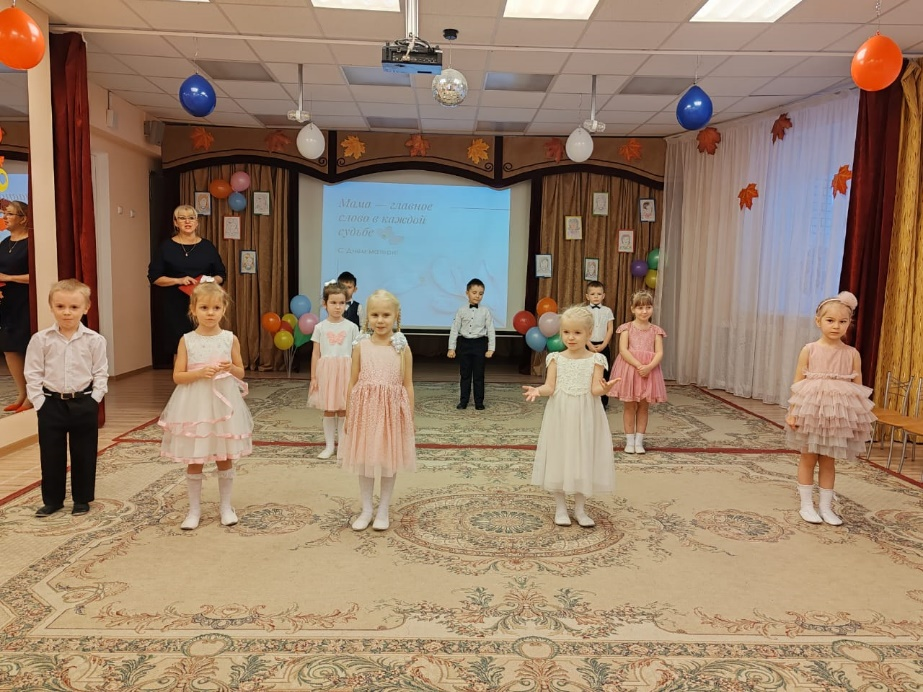 Мама — главное
слово в каждой
судьбе